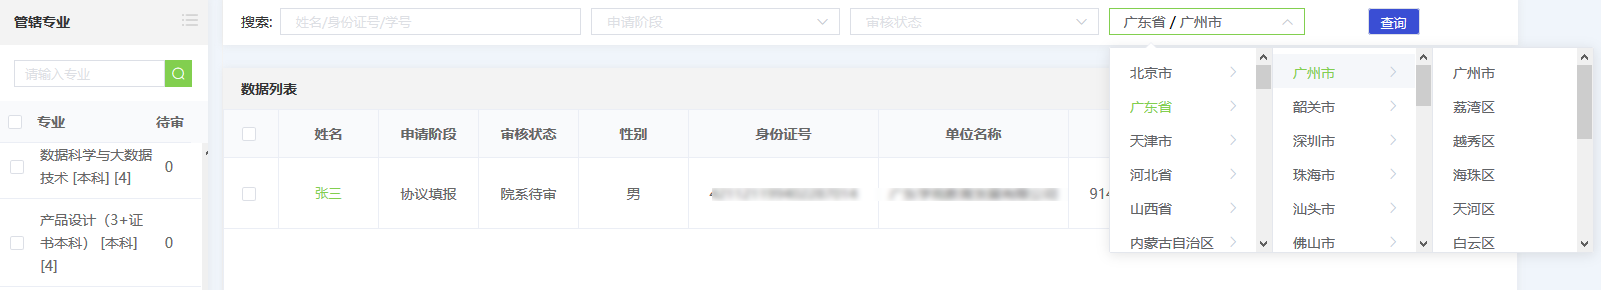 管辖专业
请输入专业
专业 待审
数据科学与大数据
技术 [本科] [4]
0
产品设计（3+证
书本科） [本科]
[4]
0
搜索: 姓名/身份证号/学号 申请阶段 审核状态 广东省 / 广州市 查询
数据列表
姓名 申请阶段 审核状态 性别 身份证号 单位名称
张三 协议填报 院系待审 男
北京市 广州市 广州市
广东省 韶关市 荔湾区
天津市 深圳市 越秀区
河北省 珠海市 海珠区
山西省 汕头市 天河区
内蒙古自治区 佛山市 白云区